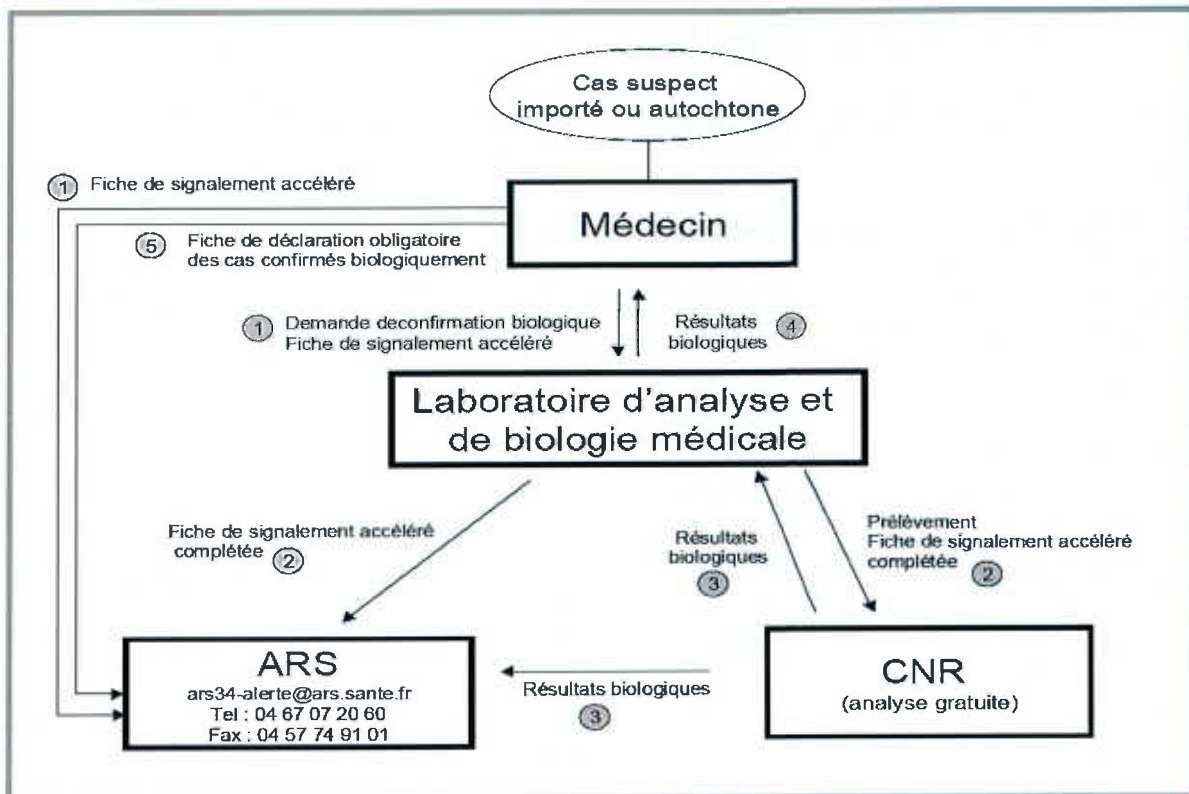 Cas suspect
importé ou autochtone
1 Fiche de signalement accéléré
Médecin
5 Fiche de déclaration obligatoire
des cas confirmés biologiquement
1 Demande deconfirmation biologique
Fiche de signalement accéléré
Résultats
biologiques 4
Laboratoire d'analyse et
de biologie médicale
Fiche de signalement accéléré
complétée 2
Résultats
biologiques
3
Prélèvement
Fiche de signalement accéléré
complétée 2
ARS
ars34-alerte@ars.sante.fr
Tel : 04 67 07 20 60
Fax : 04 57 74 91 01
Résultats biologiques
3
CNR
(analyse gratuite)